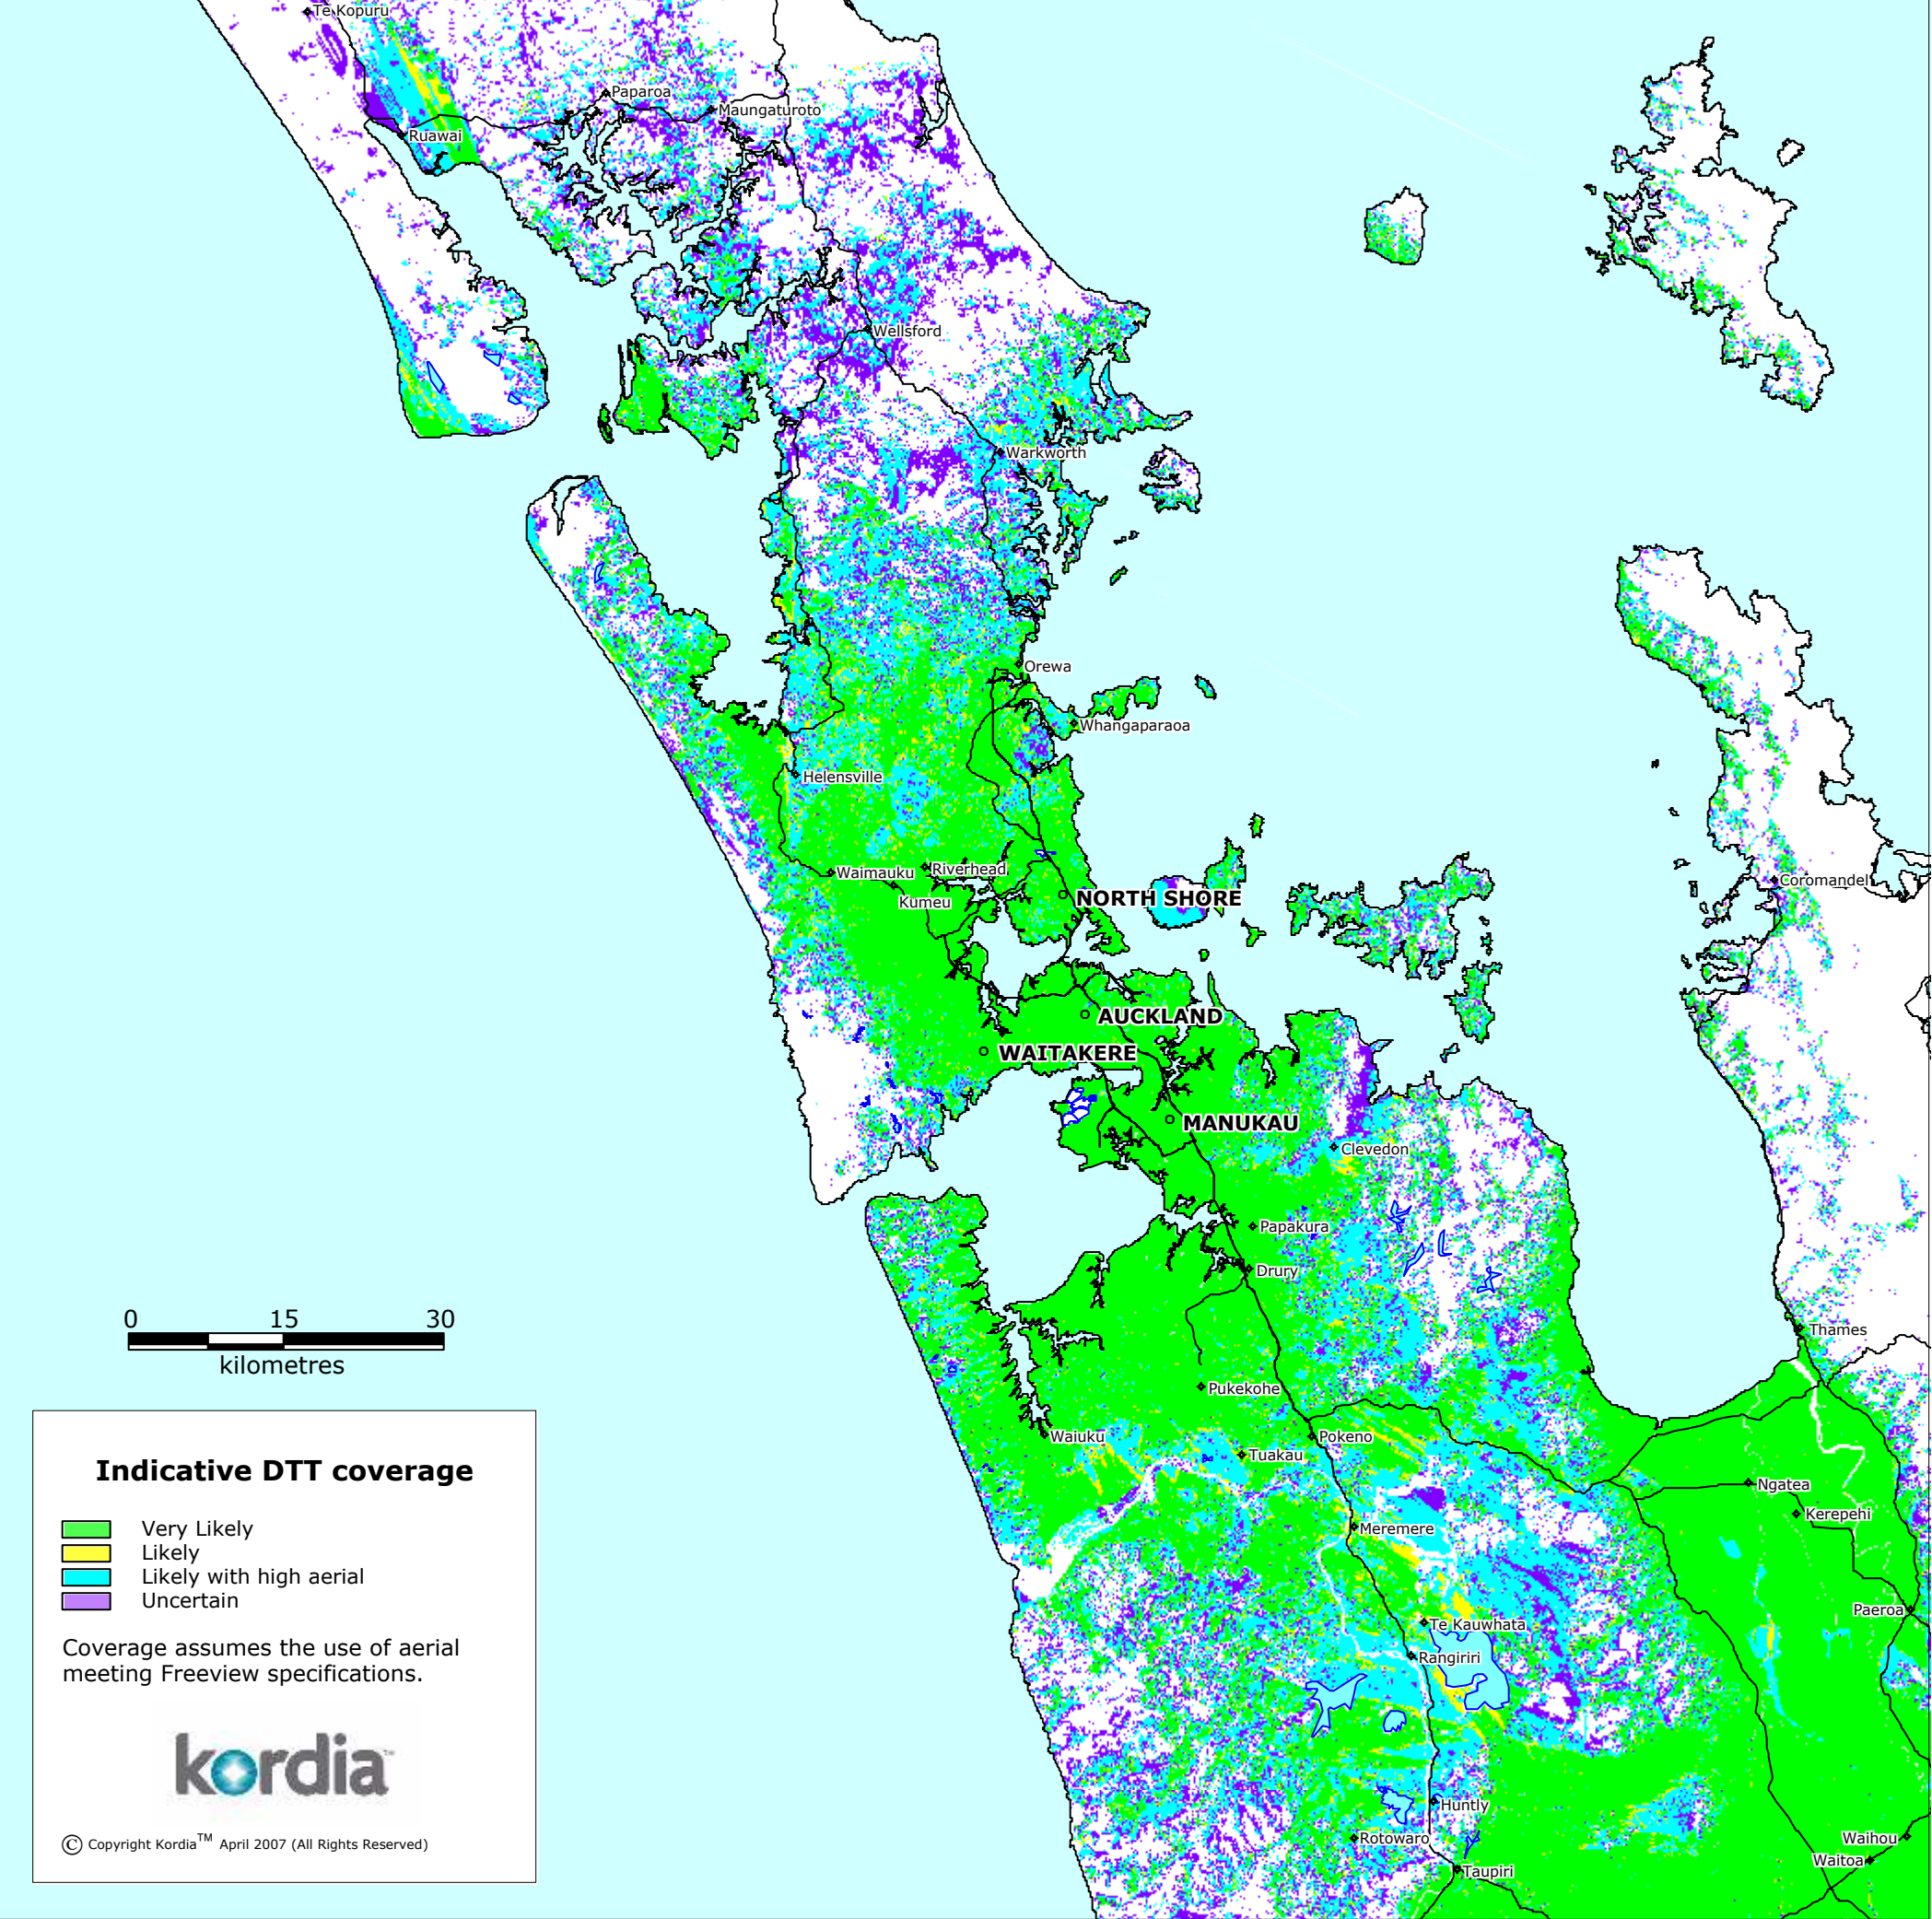 Te Kopuru
Paparoa
Maungaturoto
Ruawai
Wellsford
Warkworth
Orewa
Whangaparaoa
Helensville
Waimauku
Riverhead
Kumeu
NORTH SHORE
Coromandel
AUCKLAND
WAITAKERE
MANUKAU
Clevedon
Papakura
Drury
Thames
Pukekohe
Waiuku
Pokeno
Tuakau
Ngatea
Kerepehi
Meremere
Paeroa
Te Kauwhata
Rangiriri
Huntly
Rotowaro
Waihou
Waitoa
Taupiri
0 15 30
kilometres
Indicative DTT coverage
Very Likely
Likely
Likely with high aerial
Uncertain
Coverage assumes the use of aerial
meeting Freeview specifications.
kordia™
© Copyright Kordia™ April 2007 (All Rights Reserved)